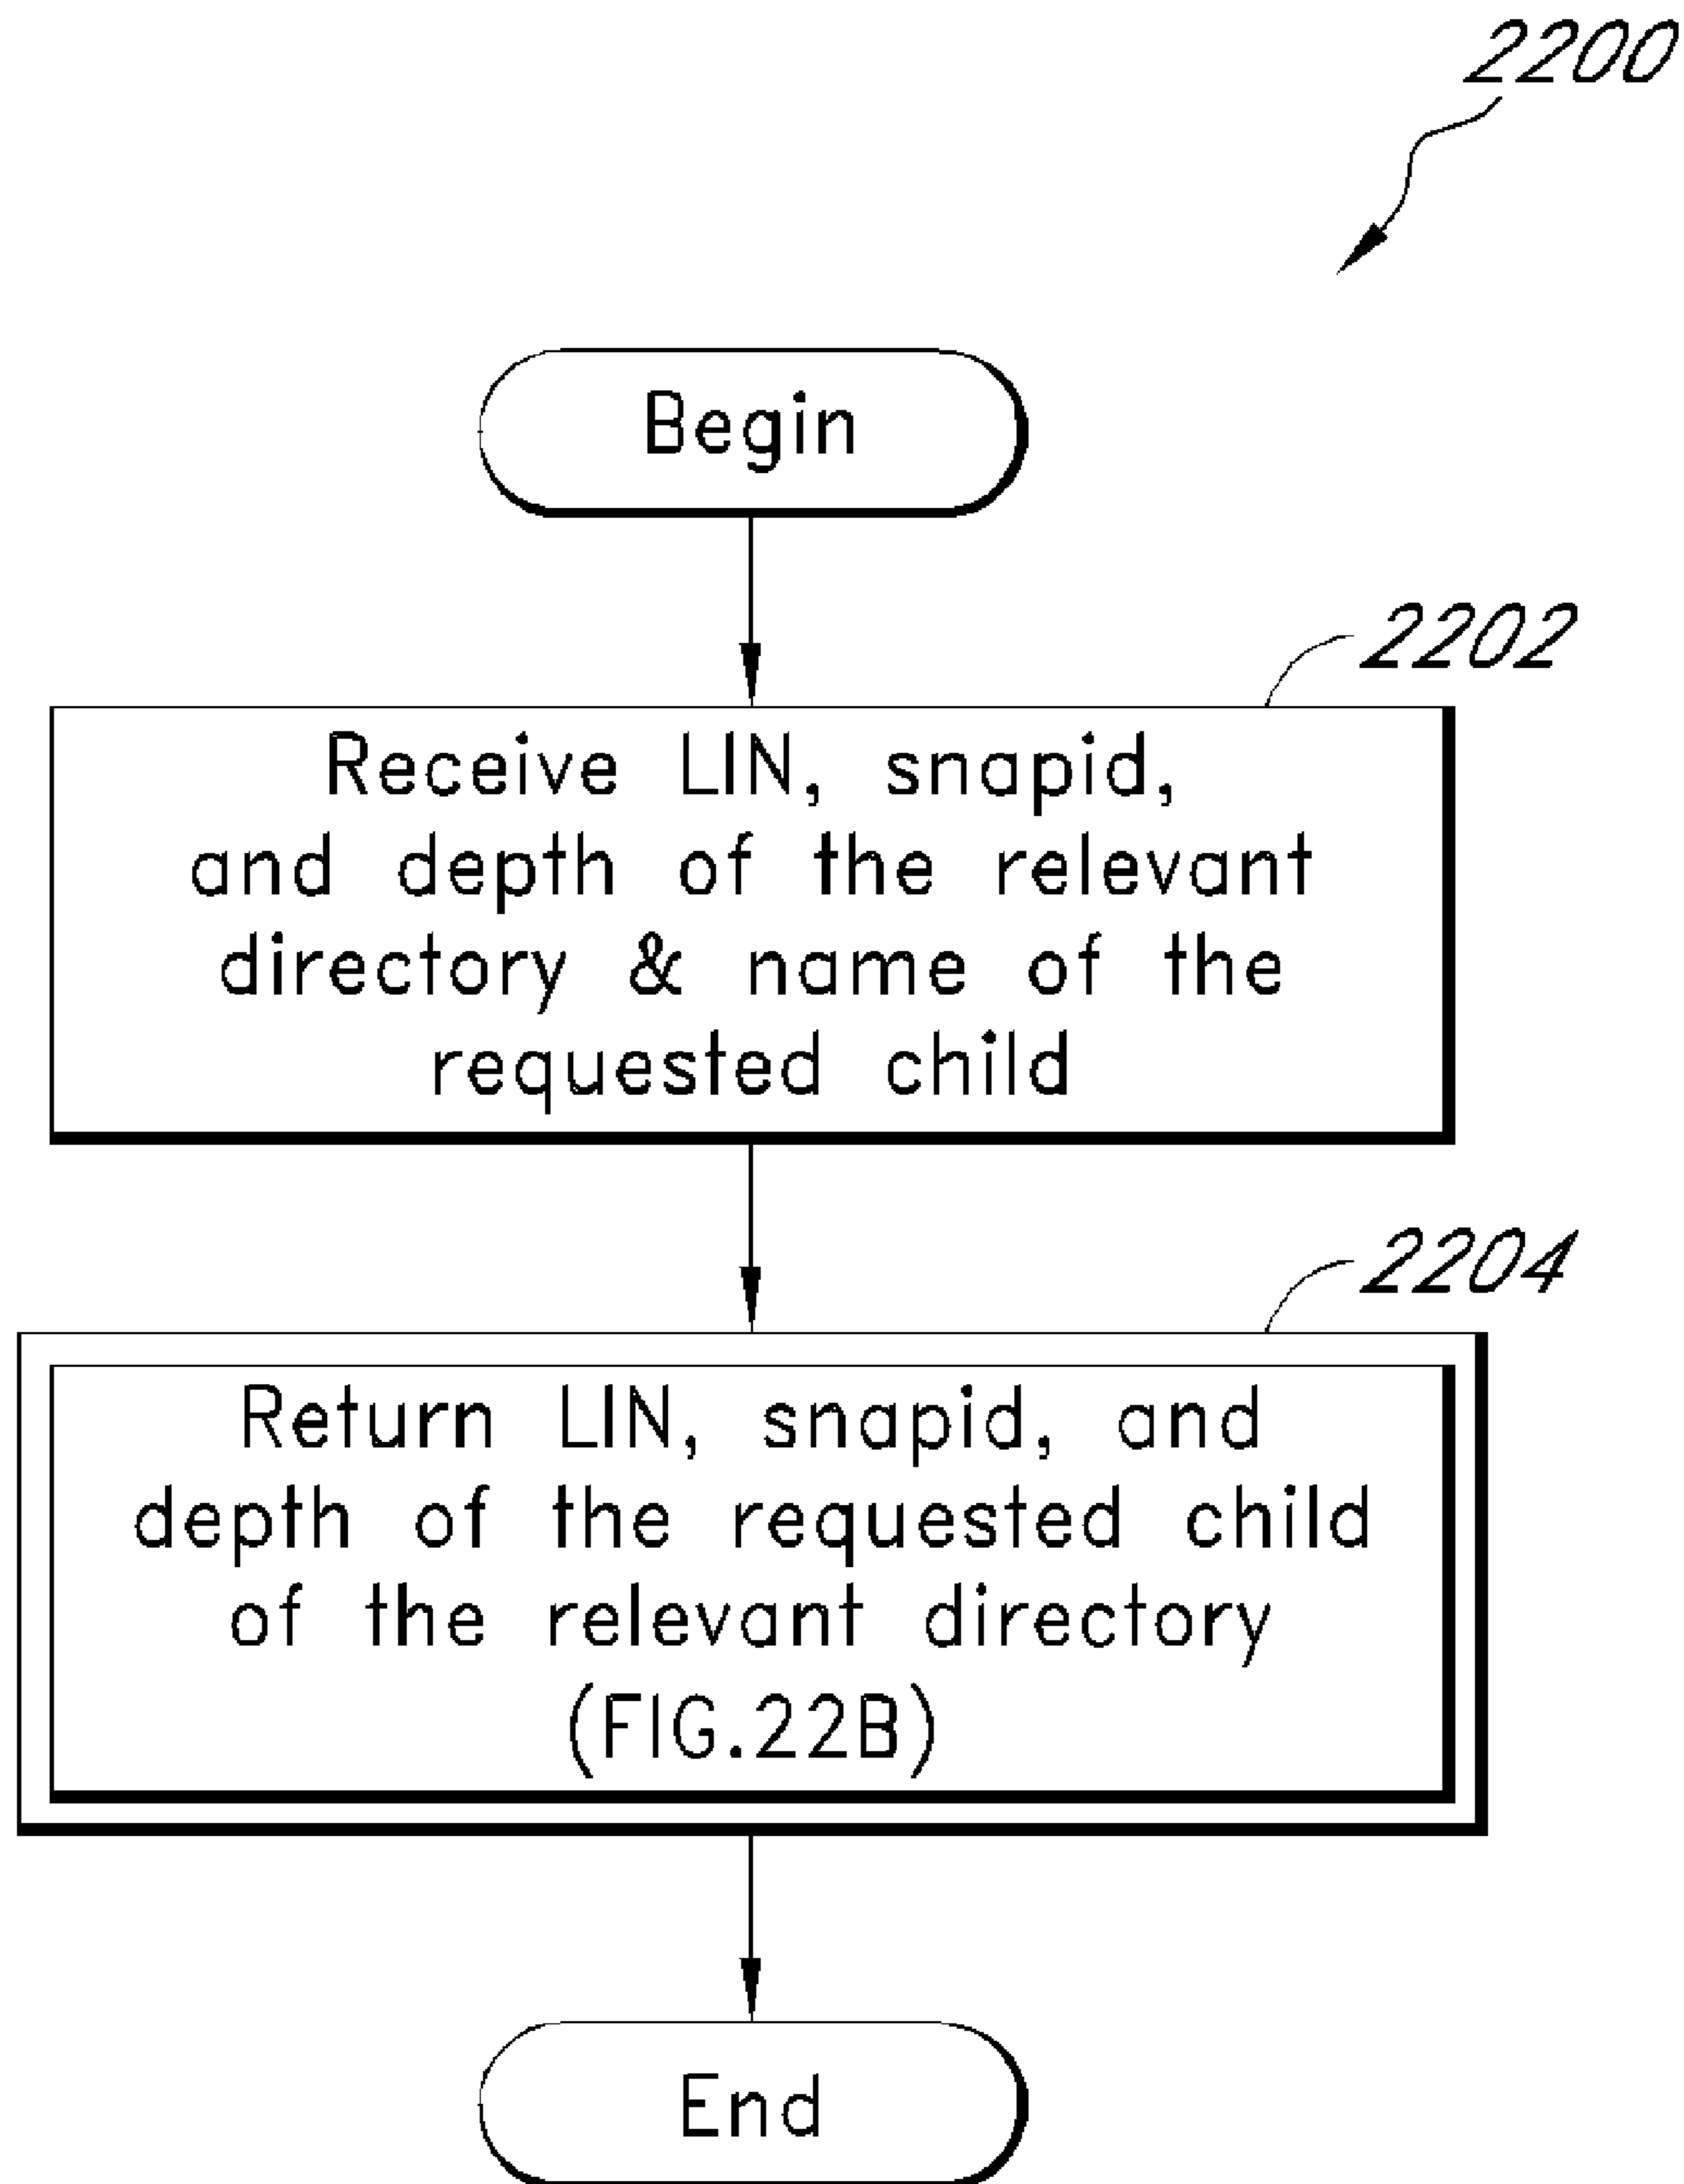 2200
Begin
2202
Receive LIN, snapid,
and depth of the relevant
directory & name of the
requested child
2204
Return LIN, snapid, and
depth of the requested child
of the relevant directory
(FIG.22B)
End